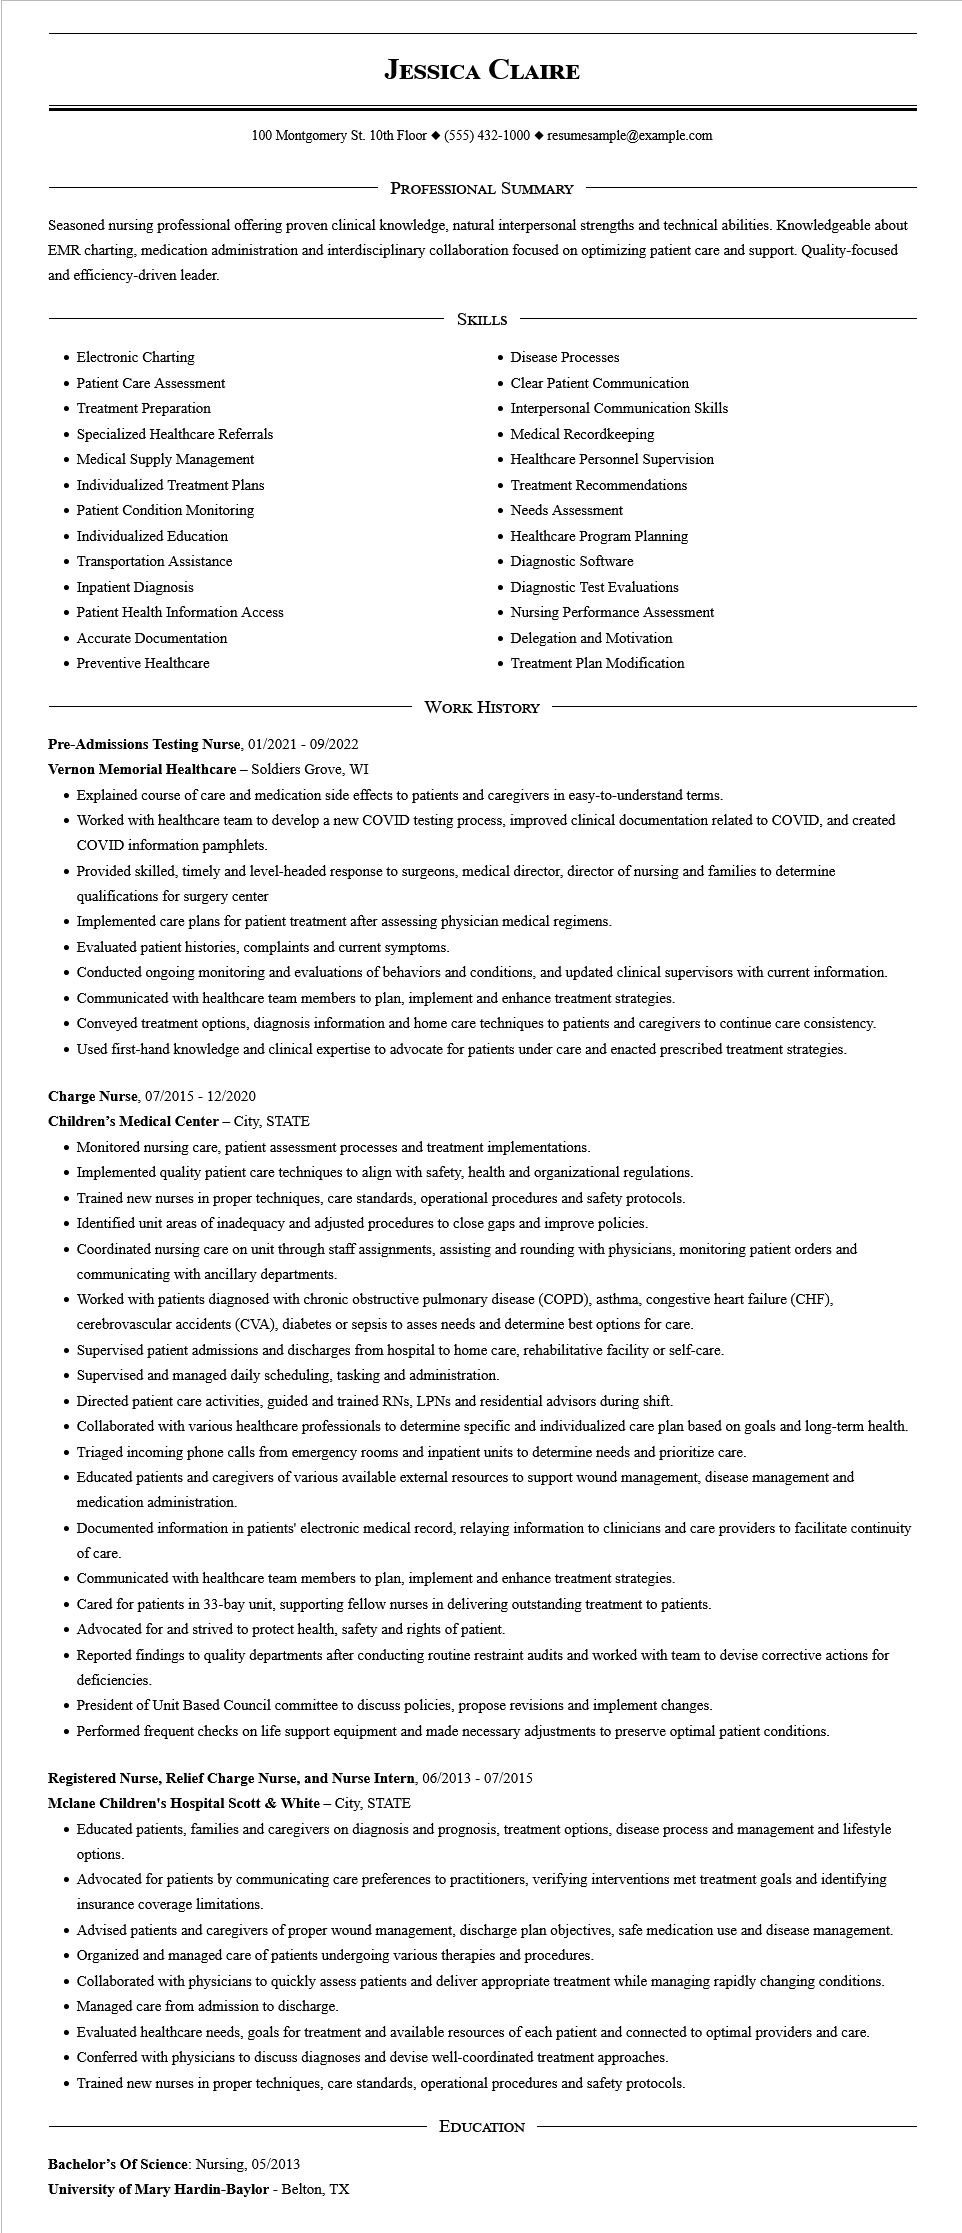 Jessica Claire
100 Montgomery St. 10th Floor ◆ (555) 432-1000 ◆ resumesample@example.com
Professional Summary
Seasoned nursing professional offering proven clinical knowledge, natural interpersonal strengths and technical abilities. Knowledgeable about
EMR charting, medication administration and interdisciplinary collaboration focused on optimizing patient care and support. Quality-focused
and efficiency-driven leader.
Skills
• Electronic Charting
• Patient Care Assessment
• Treatment Preparation
• Specialized Healthcare Referrals
• Medical Supply Management
• Individualized Treatment Plans
• Patient Condition Monitoring
• Individualized Education
• Transportation Assistance
• Inpatient Diagnosis
• Patient Health Information Access
• Accurate Documentation
• Preventive Healthcare
• Disease Processes
• Clear Patient Communication
• Interpersonal Communication Skills
• Medical Recordkeeping
• Healthcare Personnel Supervision
• Treatment Recommendations
• Needs Assessment
• Healthcare Program Planning
• Diagnostic Software
• Diagnostic Test Evaluations
• Nursing Performance Assessment
• Delegation and Motivation
• Treatment Plan Modification
Work History
Pre-Admissions Testing Nurse, 01/2021 - 09/2022
Vernon Memorial Healthcare – Soldiers Grove, WI
• Explained course of care and medication side effects to patients and caregivers in easy-to-understand terms.
• Worked with healthcare team to develop a new COVID testing process, improved clinical documentation related to COVID, and created
COVID information pamphlets.
• Provided skilled, timely and level-headed response to surgeons, medical director, director of nursing and families to determine
qualifications for surgery center
• Implemented care plans for patient treatment after assessing physician medical regimens.
• Evaluated patient histories, complaints and current symptoms.
• Conducted ongoing monitoring and evaluations of behaviors and conditions, and updated clinical supervisors with current information.
• Communicated with healthcare team members to plan, implement and enhance treatment strategies.
• Conveyed treatment options, diagnosis information and home care techniques to patients and caregivers to continue care consistency.
• Used first-hand knowledge and clinical expertise to advocate for patients under care and enacted prescribed treatment strategies.
Charge Nurse, 07/2015 - 12/2020
Children’s Medical Center – City, STATE
• Monitored nursing care, patient assessment processes and treatment implementations.
• Implemented quality patient care techniques to align with safety, health and organizational regulations.
• Trained new nurses in proper techniques, care standards, operational procedures and safety protocols.
• Identified unit areas of inadequacy and adjusted procedures to close gaps and improve policies.
• Coordinated nursing care on unit through staff assignments, assisting and rounding with physicians, monitoring patient orders and
communicating with ancillary departments.
• Worked with patients diagnosed with chronic obstructive pulmonary disease (COPD), asthma, congestive heart failure (CHF),
cerebrovascular accidents (CVA), diabetes or sepsis to asses needs and determine best options for care.
• Supervised patient admissions and discharges from hospital to home care, rehabilitative facility or self-care.
• Supervised and managed daily scheduling, tasking and administration.
• Directed patient care activities, guided and trained RNs, LPNs and residential advisors during shift.
• Collaborated with various healthcare professionals to determine specific and individualized care plan based on goals and long-term health.
• Triaged incoming phone calls from emergency rooms and inpatient units to determine needs and prioritize care.
• Educated patients and caregivers of various available external resources to support wound management, disease management and
medication administration.
• Documented information in patients' electronic medical record, relaying information to clinicians and care providers to facilitate continuity
of care.
• Communicated with healthcare team members to plan, implement and enhance treatment strategies.
• Cared for patients in 33-bay unit, supporting fellow nurses in delivering outstanding treatment to patients.
• Advocated for and strived to protect health, safety and rights of patient.
• Reported findings to quality departments after conducting routine restraint audits and worked with team to devise corrective actions for
deficiencies.
• President of Unit Based Council committee to discuss policies, propose revisions and implement changes.
• Performed frequent checks on life support equipment and made necessary adjustments to preserve optimal patient conditions.
Registered Nurse, Relief Charge Nurse, and Nurse Intern, 06/2013 - 07/2015
Mclane Children's Hospital Scott & White – City, STATE
• Educated patients, families and caregivers on diagnosis and prognosis, treatment options, disease process and management and lifestyle
options.
• Advocated for patients by communicating care preferences to practitioners, verifying interventions met treatment goals and identifying
insurance coverage limitations.
• Advised patients and caregivers of proper wound management, discharge plan objectives, safe medication use and disease management.
• Organized and managed care of patients undergoing various therapies and procedures.
• Collaborated with physicians to quickly assess patients and deliver appropriate treatment while managing rapidly changing conditions.
• Managed care from admission to discharge.
• Evaluated healthcare needs, goals for treatment and available resources of each patient and connected to optimal providers and care.
• Conferred with physicians to discuss diagnoses and devise well-coordinated treatment approaches.
• Trained new nurses in proper techniques, care standards, operational procedures and safety protocols.
Education
Bachelor’s Of Science: Nursing, 05/2013
University of Mary Hardin-Baylor - Belton, TX